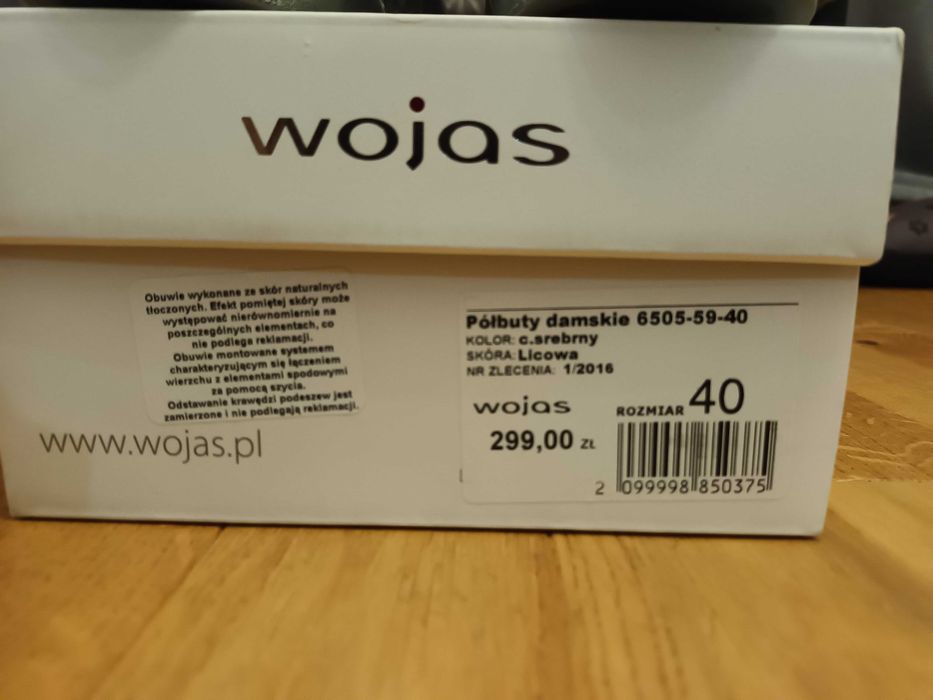 wojas
Obuwie wykonane ze skór naturalnych
tłoczonych. Efekt pomiętej skóry może
występować nierównomiernie na
poszczególnych elementach, co
nie podlega reklamacji.
Obuwie montowane systemem
charakteryzującym się łączeniem
wierzchu z elementami spodowymi
za pomocą szycia.
Odstawanie krawędzi podeszew jest
zamierzone i nie podlegają reklamacji.
www.wojas.pl
Półbuty damskie 6505-59-40
KOLOR: c.srebrny
SKÓRA: Licowa
NR ZLECENIA: 1/2016
wojas
ROZMIAR 40
299,00 ZŁ
2 099998 850375